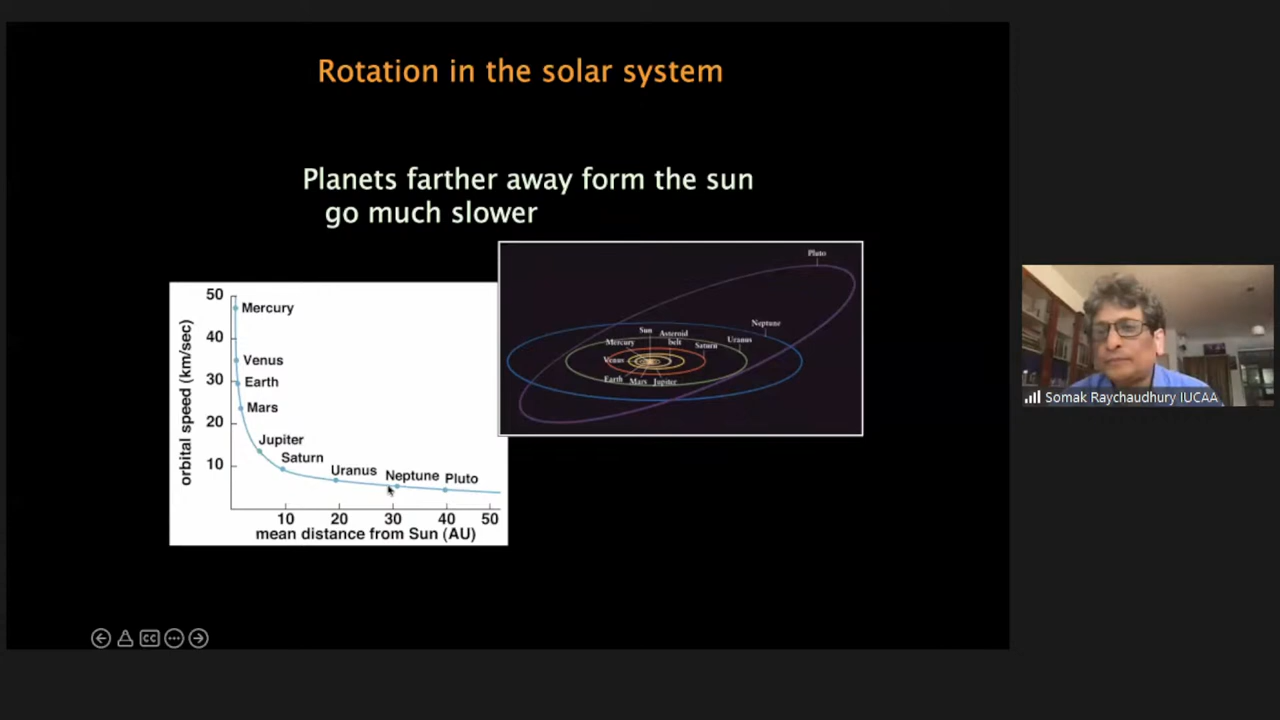 Rotation in the solar system
Planets farther away form the sun
go much slower
50
40
30
20
10
orbital speed (km/sec)
Mercury
Venus
Earth
Mars
Jupiter
Saturn
Uranus
Neptune
Pluto
10 20 30 40 50
mean distance from Sun (AU)
Pluto
Neptune
Sun
Asteroid
belt
Uranus
Mercury
Saturn
Venus
Earth
Mars
Jupiter
CC
Somak Raychaudhury IUCAA